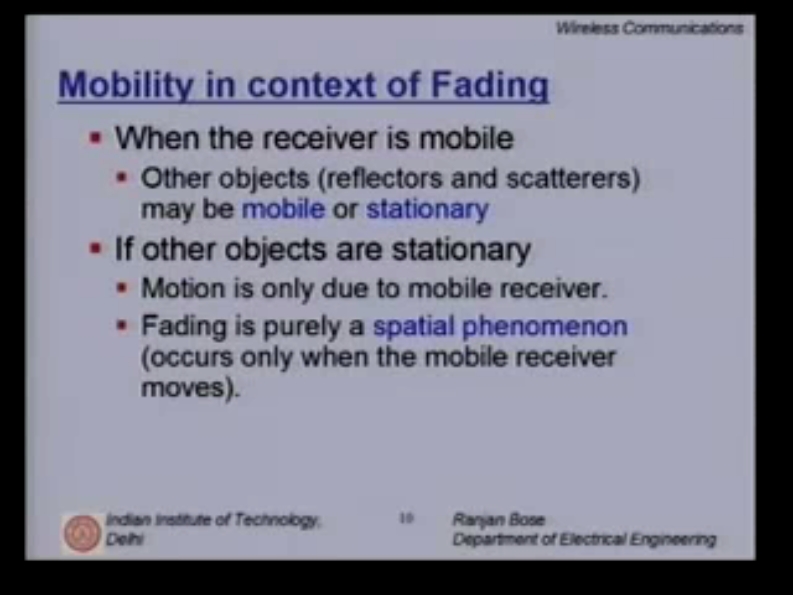 Wireless Communications
Mobility in context of Fading
When the receiver is mobile
Other objects (reflectors and scatterers)
may be mobile or stationary
If other objects are stationary
Motion is only due to mobile receiver.
Fading is purely a spatial phenomenon
(occurs only when the mobile receiver
moves).
Indian Institute of Technology,
Delhi
10
Ranjan Bose
Department of Electrical Engineering